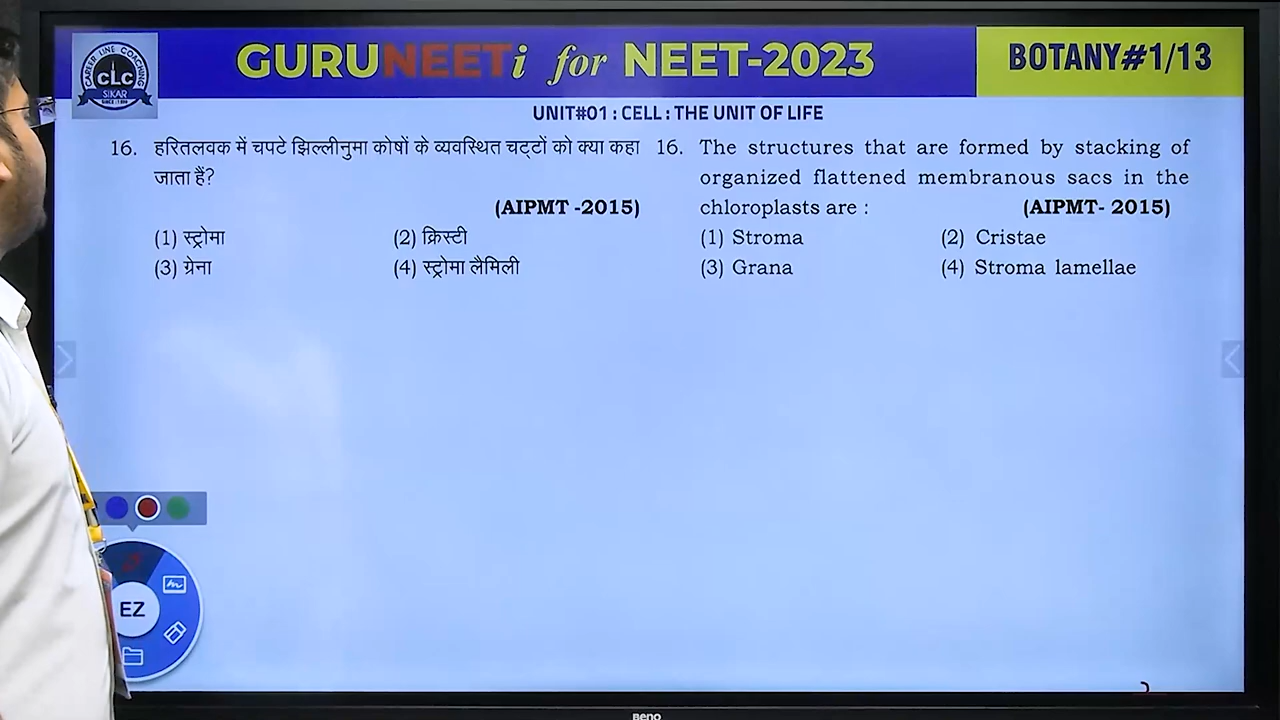 CAREER LINE COACHING
CLC
SIKAR
GURUNEETi for NEET-2023
BOTANY#1/13
UNIT#01 : CELL : THE UNIT OF LIFE
16. हरितलवक में चपटे झिल्लीनुमा कोषों के व्यवस्थित चट्टों को क्या कहा
जाता हैं?
(AIPMT -2015)
(1) स्ट्रोमा (2) क्रिस्टी
(3) ग्रेना (4) स्ट्रोमा लैमिली
16. The structures that are formed by stacking of
organized flattened membranous sacs in the
chloroplasts are : (AIPMT- 2015)
(1) Stroma (2) Cristae
(3) Grana (4) Stroma lamellae
EZ
BenQ